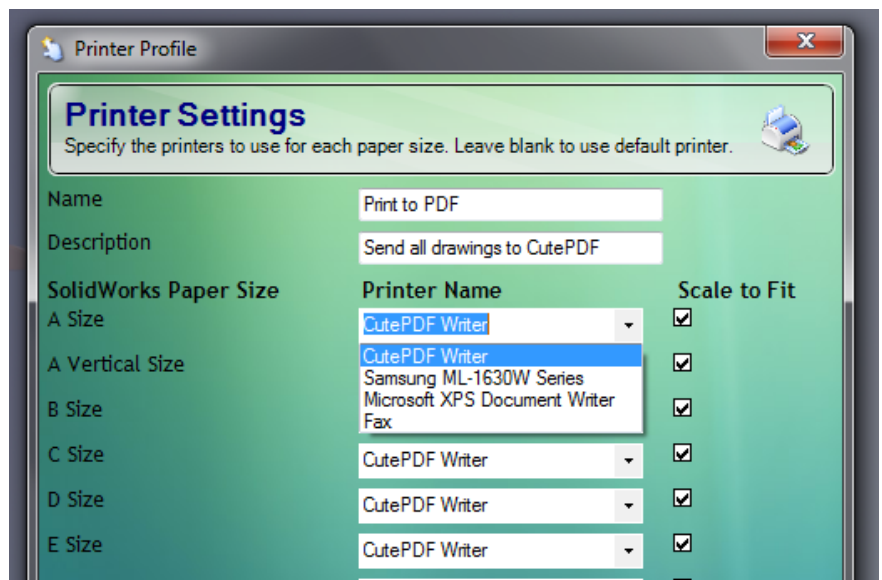 Printer Profile
Printer Settings
Specify the printers to use for each paper size. Leave blank to use default printer.
Name Print to PDF
Description Send all drawings to CutePDF
SolidWorks Paper Size Printer Name Scale to Fit
A Size CutePDF Writer
CutePDF Writer
A Vertical Size
Samsung ML-1630W Series
Microsoft XPS Document Writer
B Size
Fax
C Size CutePDF Writer
D Size CutePDF Writer
E Size CutePDF Writer